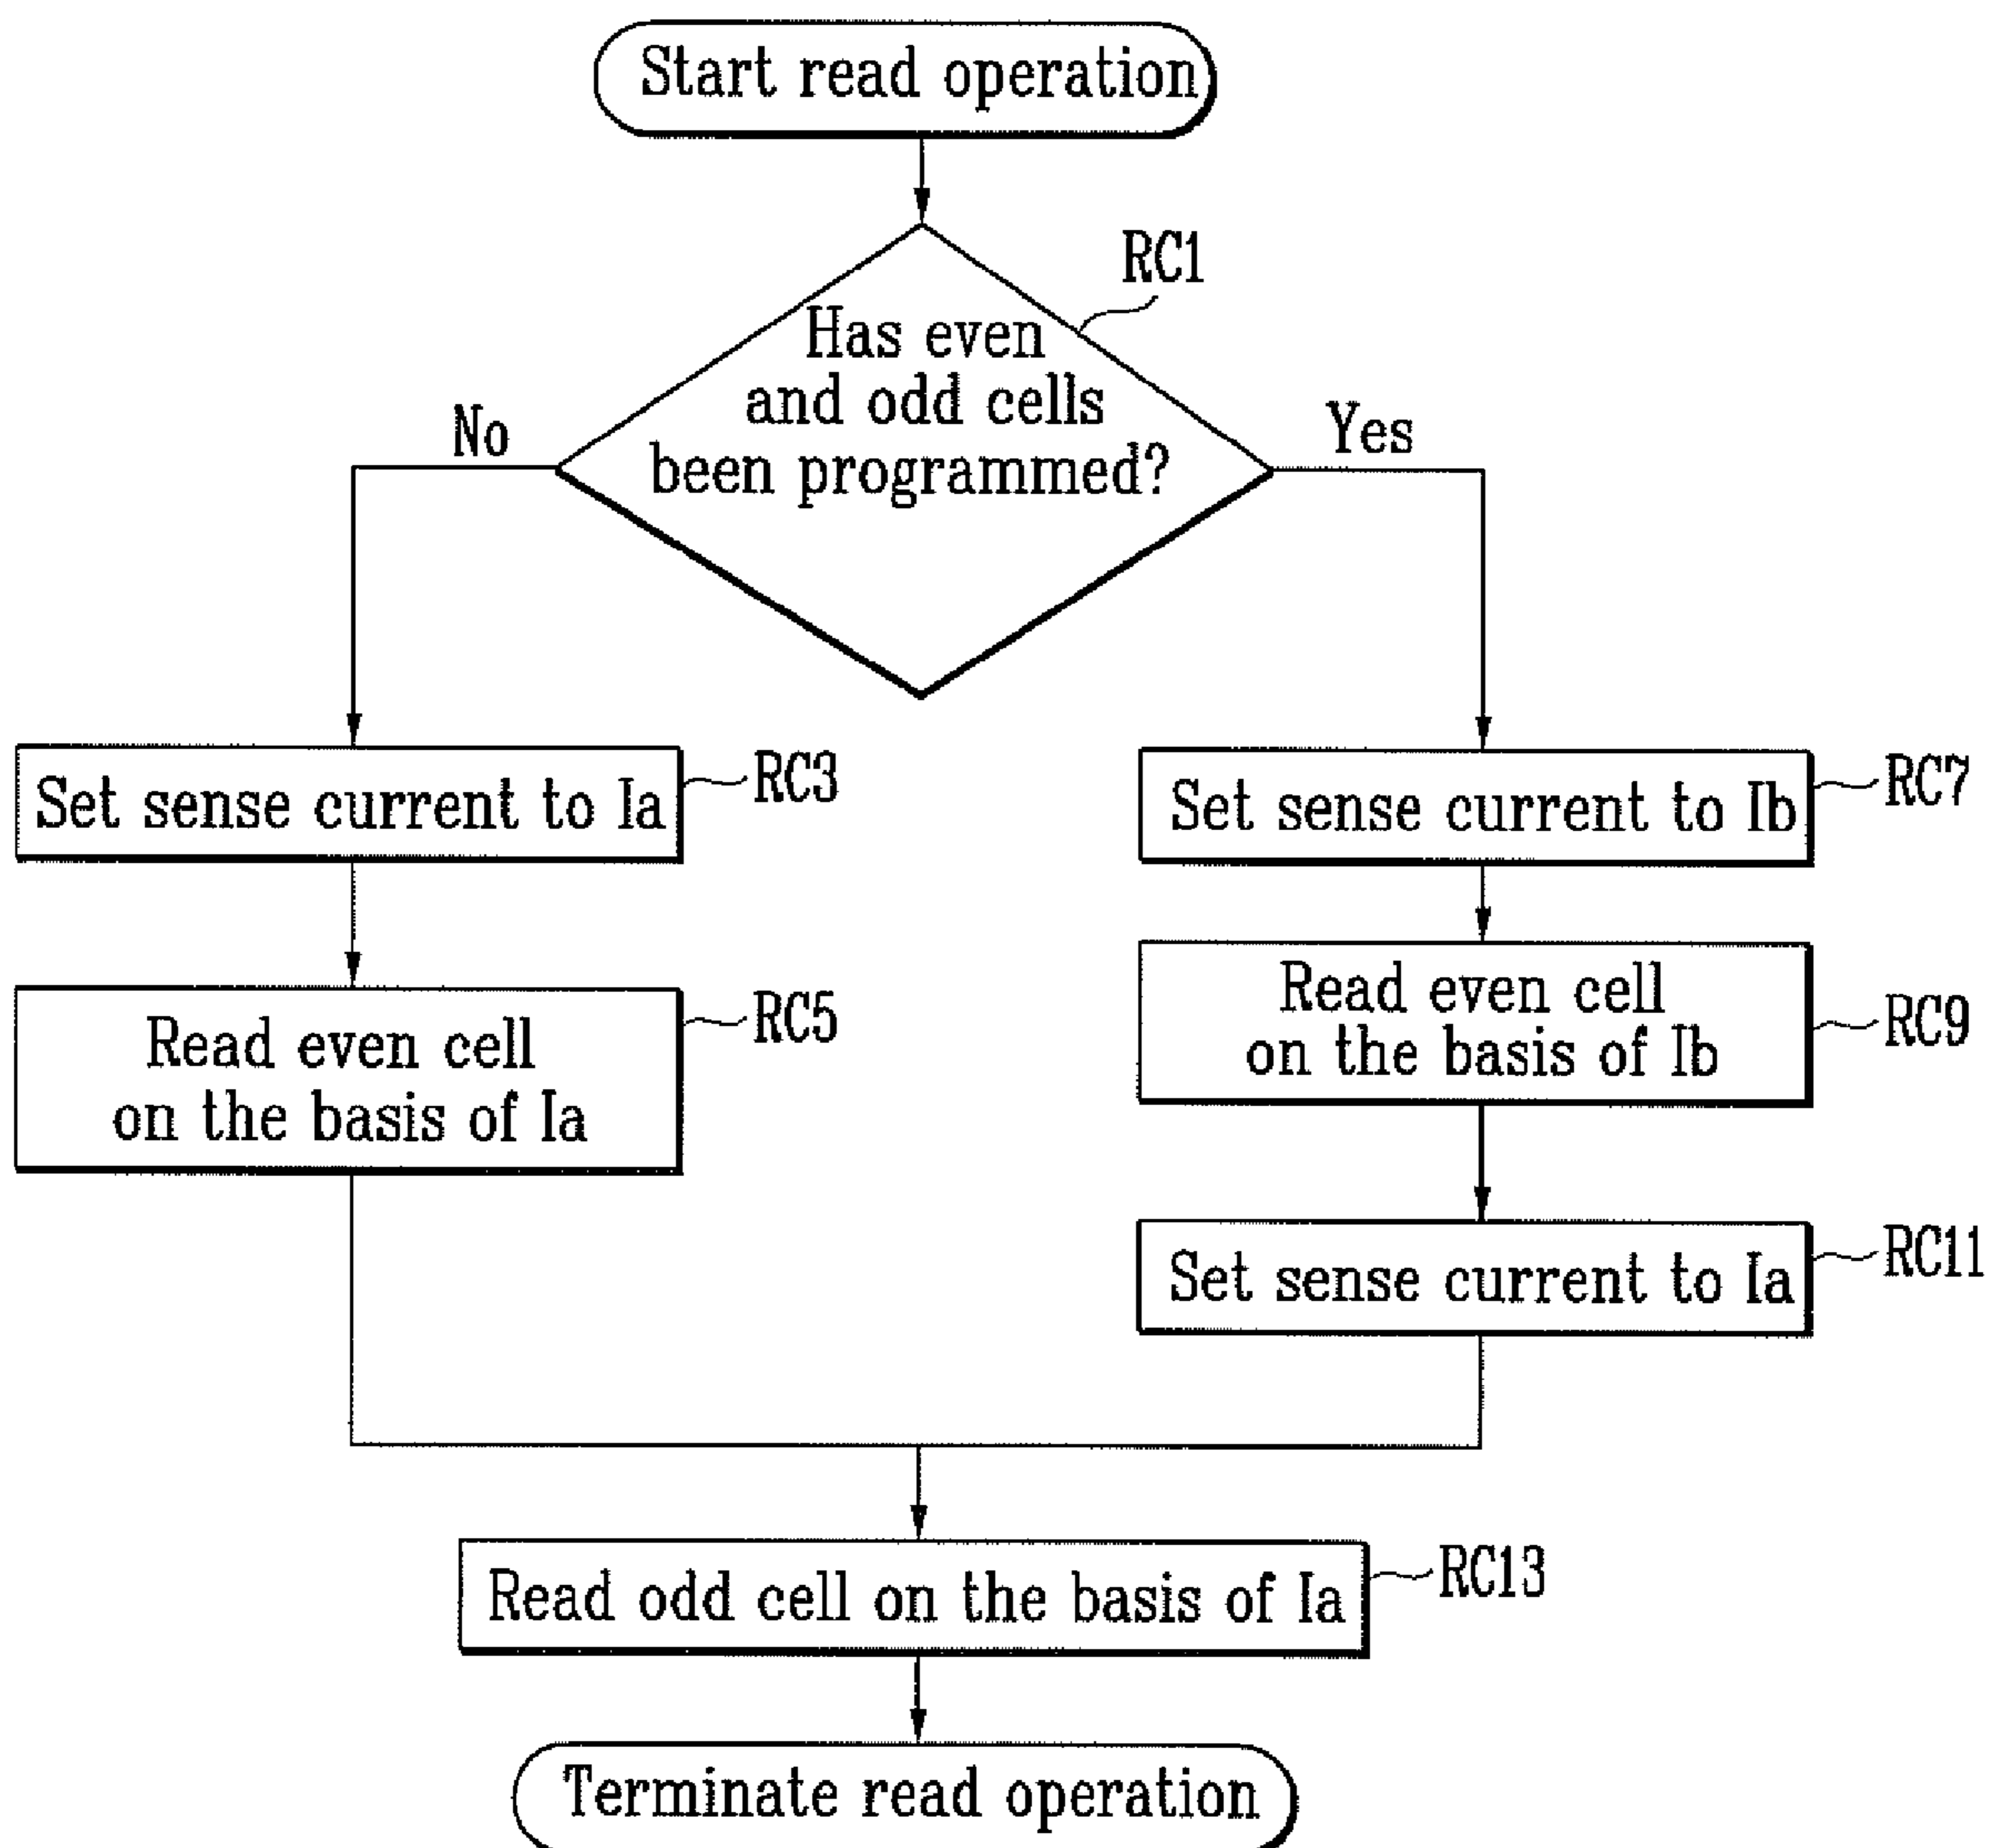 Start read operation
RC1
Has even
and odd cells
been programmed?
No
Yes
Set sense current to Ia
RC3
Set sense current to Ib
RC7
Read even cell
on the basis of Ia
RC5
Read even cell
on the basis of Ib
RC9
Set sense current to Ia
RC11
Read odd cell on the basis of Ia
RC13
Terminate read operation